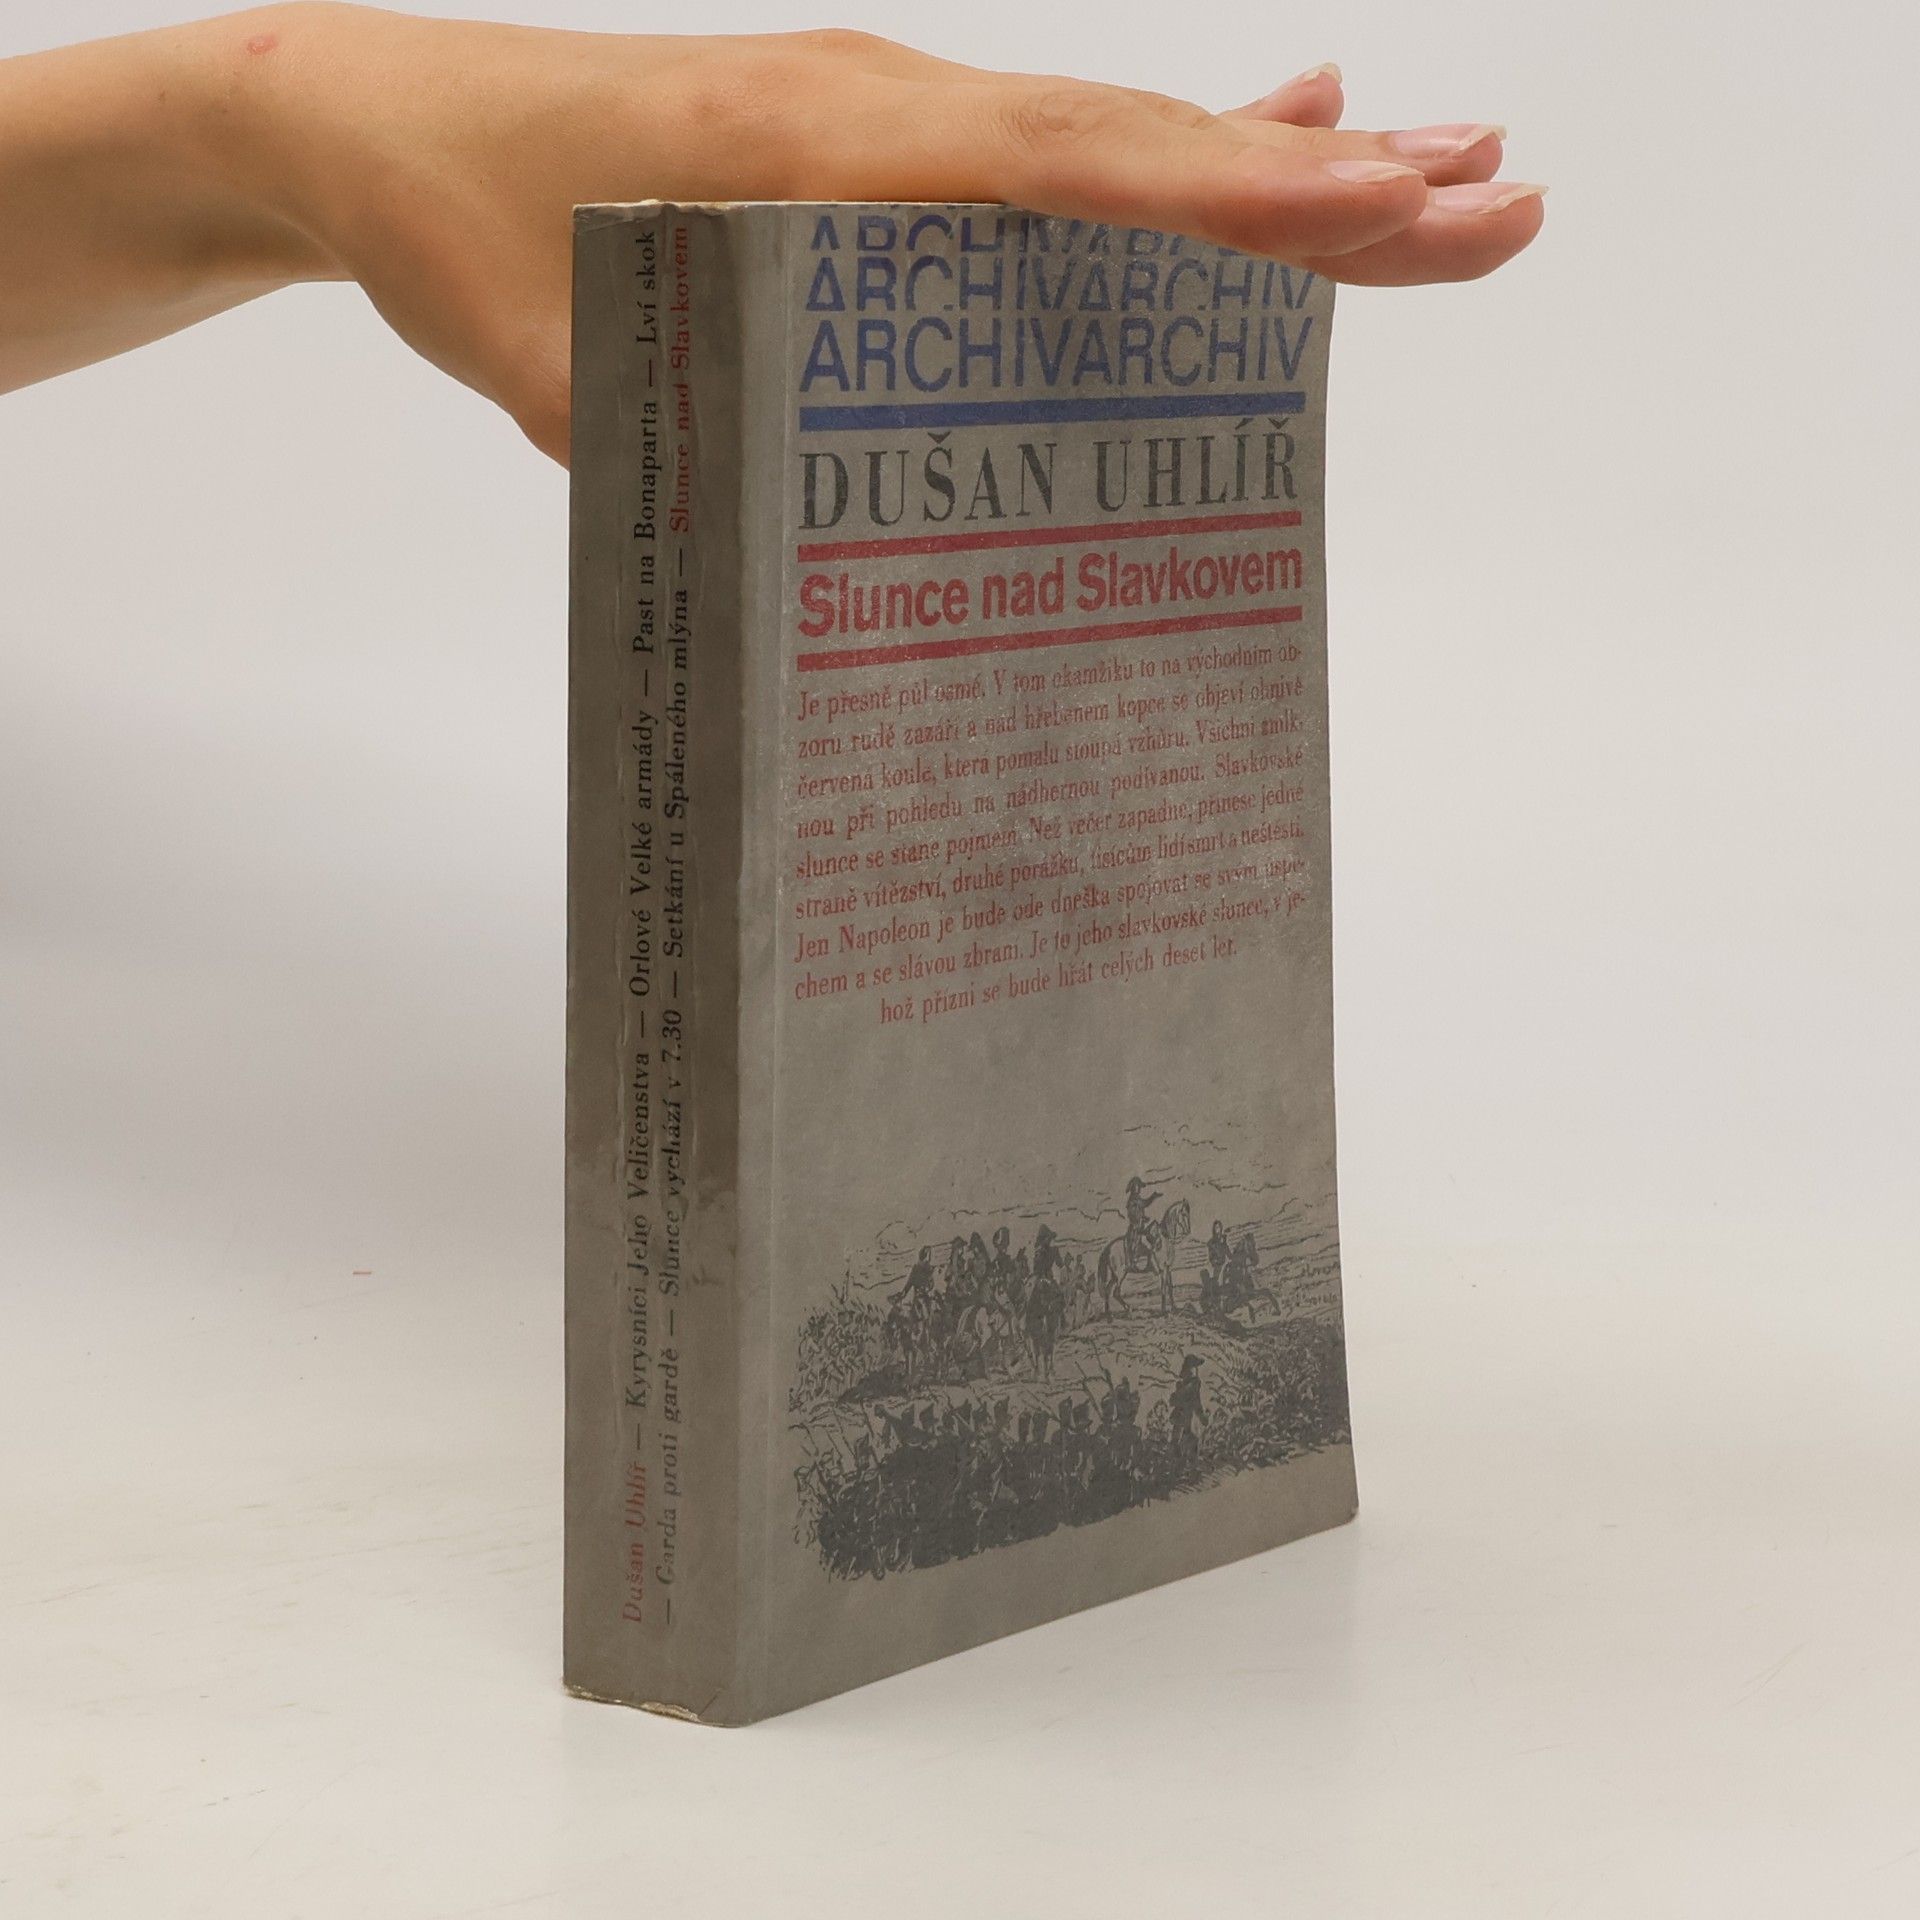 ARCHIVARCHIV
ARCHIVARCHIV
DUŠAN UHLÍŘ
Slunce nad Slavkovem
Je přesně půl osmé. V tom okamžiku to na východním ob-
zoru rudě zazáří a nad hřebenem kopce se objeví ohnivě
červená koule, která pomalu stoupá vzhůru. Všichni zmlk-
nou při pohledu na nádhernou podívanou. Slavkovské
slunce se stane pojmem. Než večer zapadne, přinese jedné
straně vítězství, druhé porážku, tisícům lidí smrt a neštěstí.
Jen Napoleon je bude ode dneška spojovat se svým úspě-
chem a se slávou zbraní. Je to jeho slavkovské slunce, v je-
hož přízni se bude hřát celých deset let.
Dušan Uhlíř — Kyrysníci Jeho Veličenstva — Orlové Velké armády — Past na Bonaparta — Lví skok
— Garda proti gardě — Slunce vychází v 7.30 — Setkání u Spáleného mlýna — Slunce nad Slavkovem